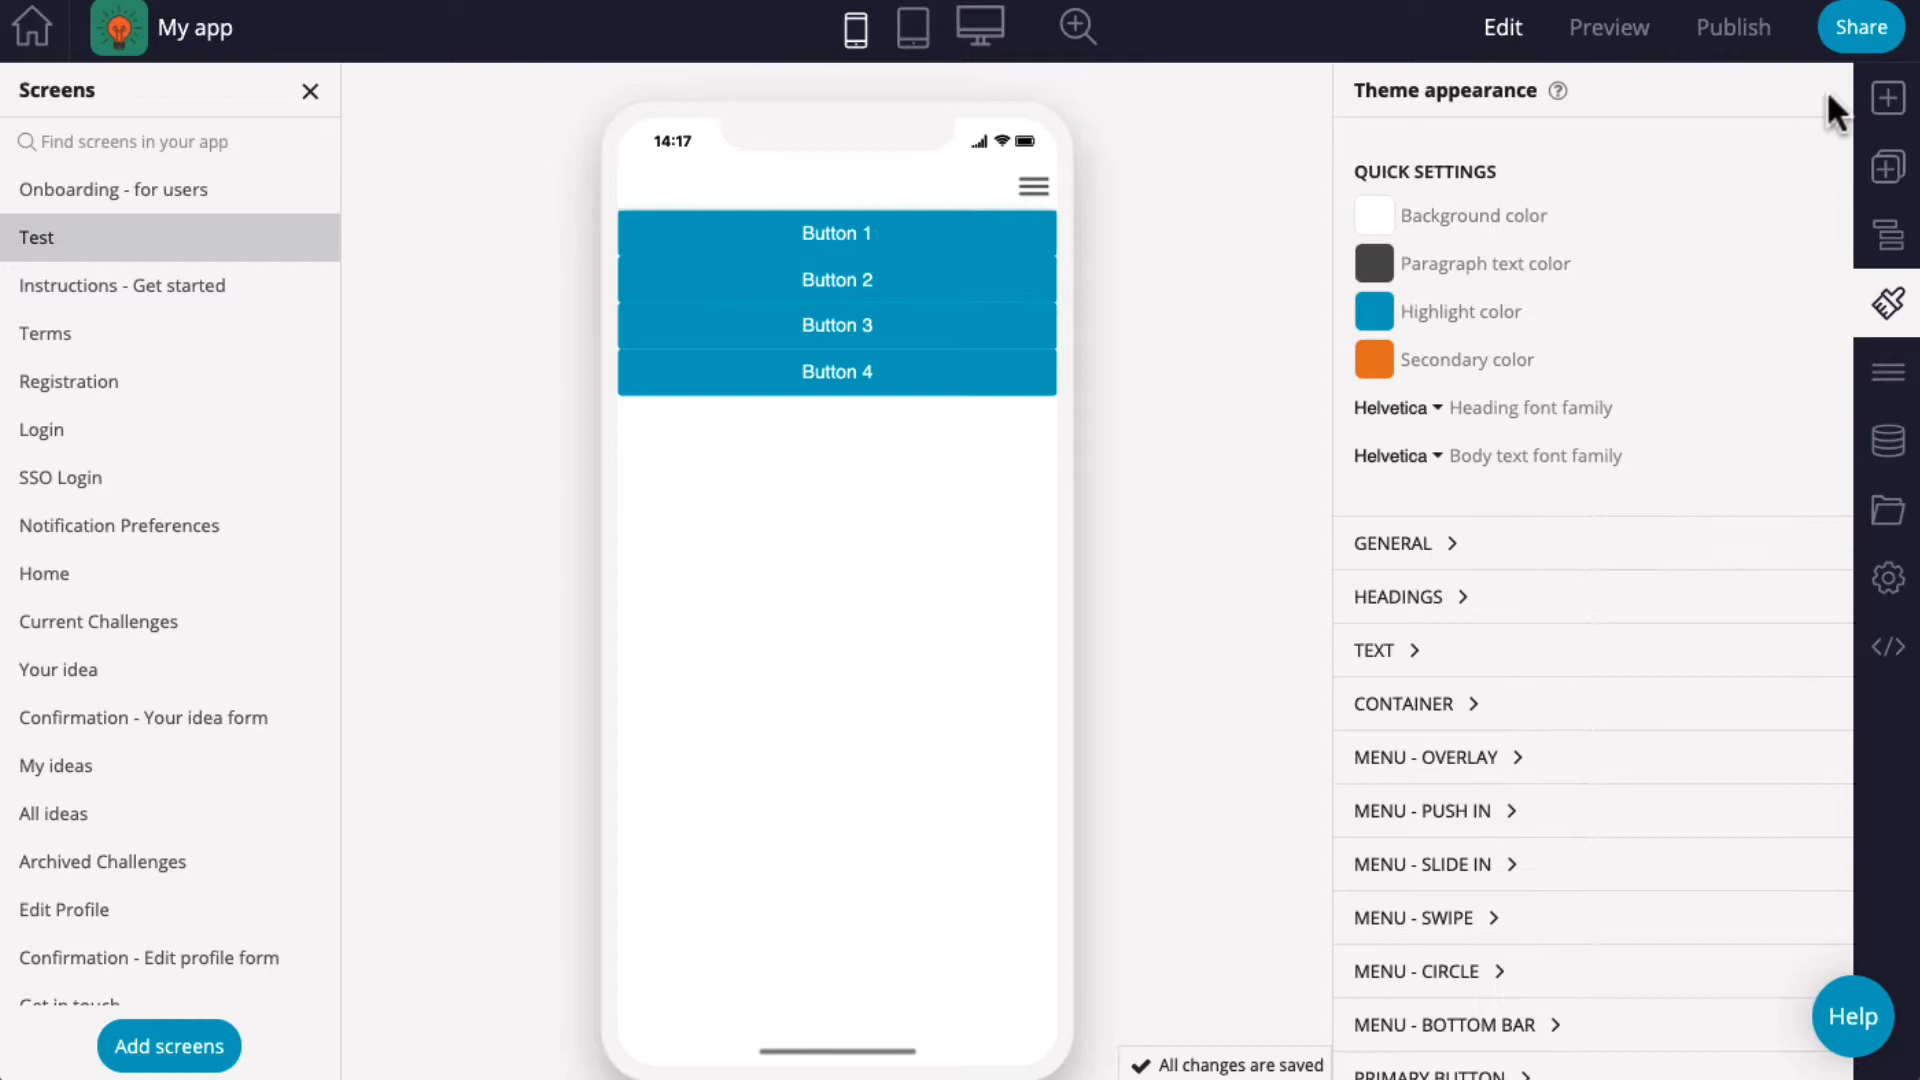 My app
Edit
Preview
Publish
Share
Screens
Find screens in your app
Onboarding - for users
Test
Instructions - Get started
Terms
Registration
Login
SSO Login
Notification Preferences
Home
Current Challenges
Your idea
Confirmation - Your idea form
My ideas
All ideas
Archived Challenges
Edit Profile
Confirmation - Edit profile form
Get in touch
Add screens
14:17
Button 1
Button 2
Button 3
Button 4
All changes are saved
Theme appearance ?
QUICK SETTINGS
Background color
Paragraph text color
Highlight color
Secondary color
Helvetica Heading font family
Helvetica Body text font family
GENERAL
HEADINGS
TEXT
CONTAINER
MENU - OVERLAY
MENU - PUSH IN
MENU - SLIDE IN
MENU - SWIPE
MENU - CIRCLE
MENU - BOTTOM BAR
PRIMARY BUTTON
Help